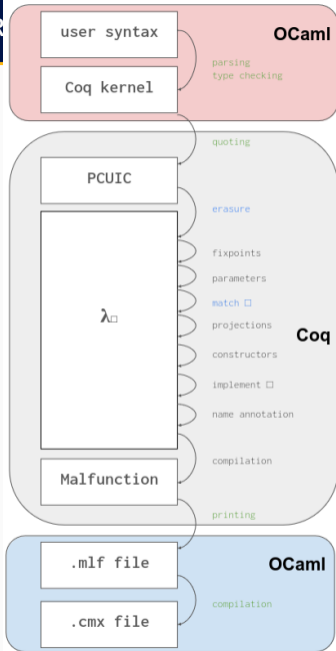 user syntax
OCaml
parsing
type checking
Coq kernel
quoting
PCUIC
erasure
fixpoints
parameters
match □
λ□
projections
Coq
constructors
implement □
name annotation
compilation
Malfunction
printing
.mlf file
OCaml
compilation
.cmx file